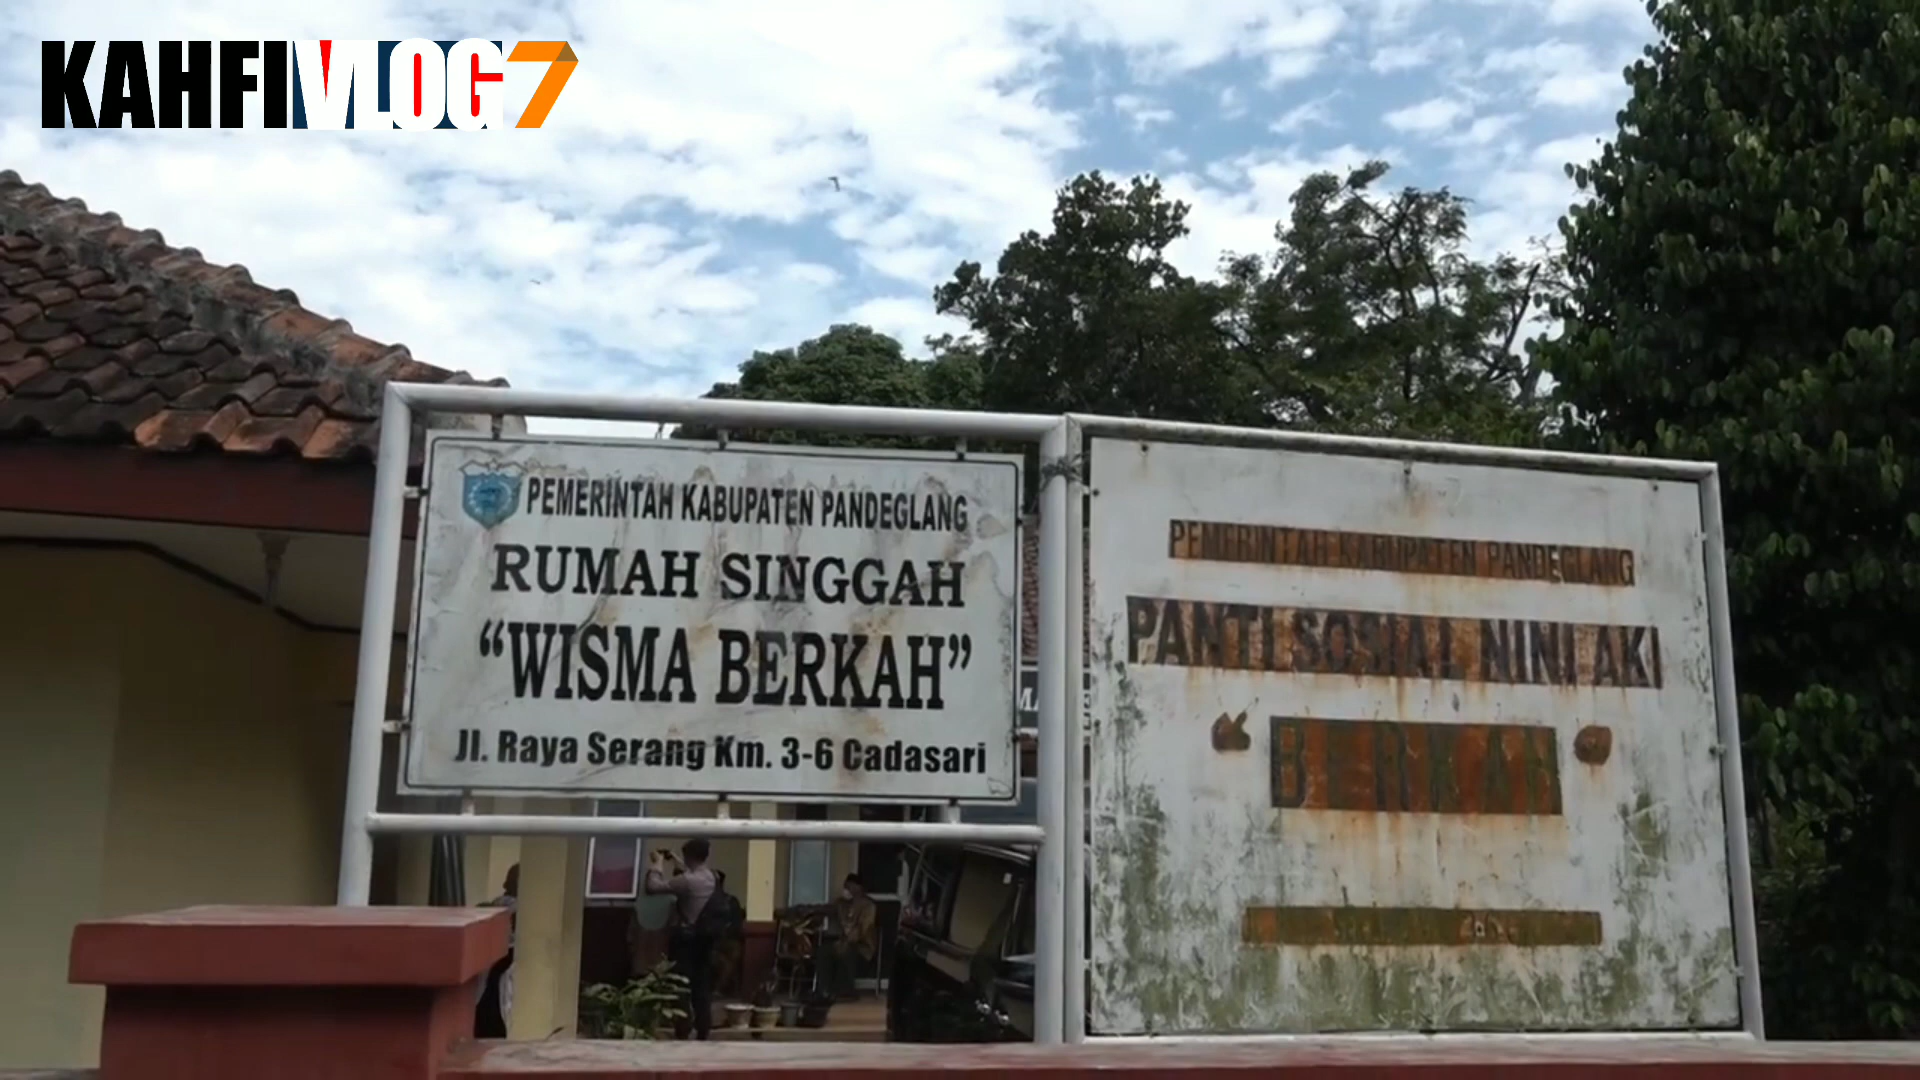 KAHFIVLOG7
PEMERINTAH KABUPATEN PANDEGLANG
RUMAH SINGGAH
“WISMA BERKAH”
Jl. Raya Serang Km. 3-6 Cadasari
PEMERINTAH KABUPATEN PANDEGLANG
PANTI SOSIAL NINI AKI
“BERKAH”